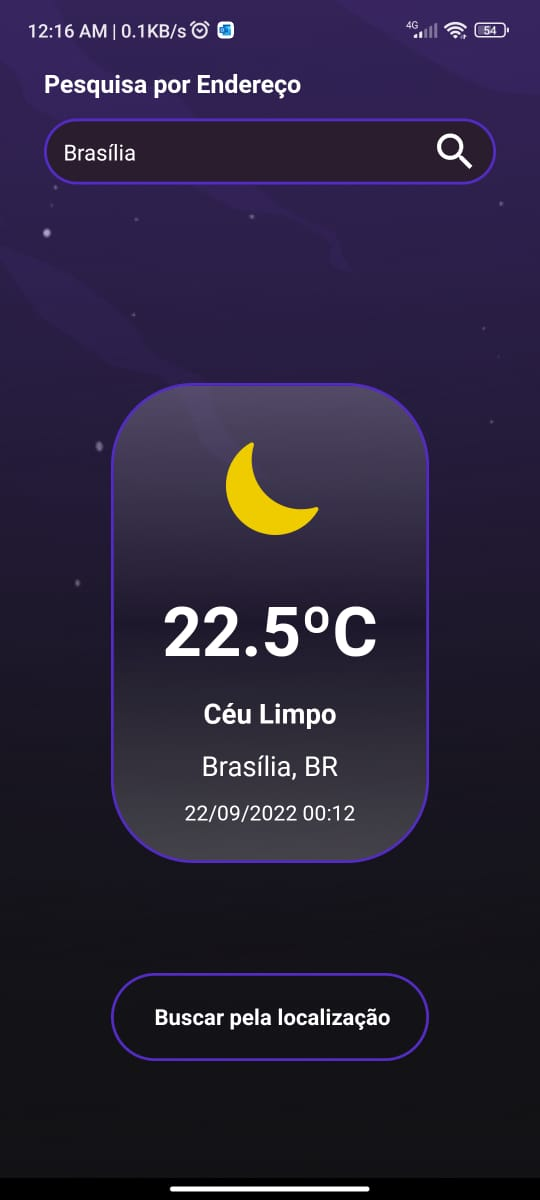 12:16 AM | 0.1KB/s
4G
54
Pesquisa por Endereço
Brasília
22.5ºC
Céu Limpo
Brasília, BR
22/09/2022 00:12
Buscar pela localização